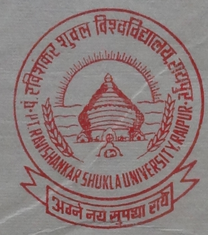 पं. रविशंकर शुक्ल विश्वविद्यालय, रायपुर.
PT. RAVISHANKAR SHUKLA UNIVERSITY, RAIPUR.
अग्ने नय सुपथा राये